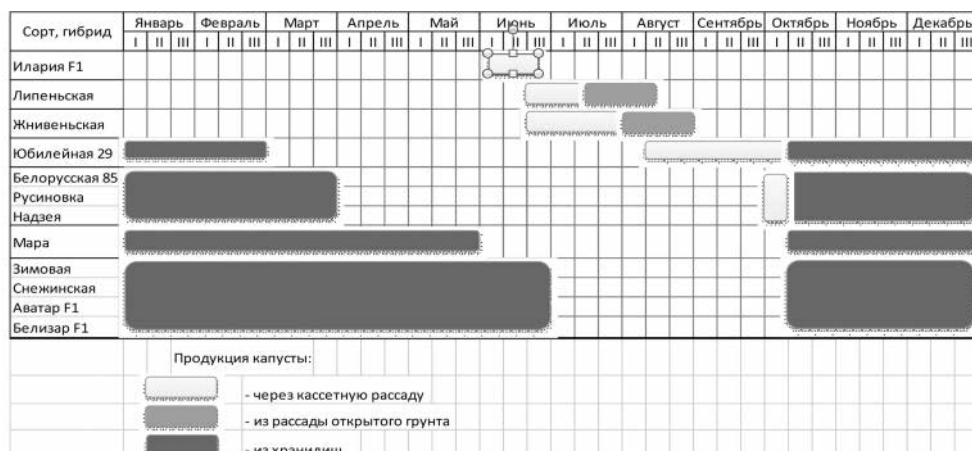 Сорт, гибрид Январь Февраль Март Апрель Май Июнь Июль Август Сентябрь Октябрь Ноябрь Декабрь
I II III I II III I II III I II III I II III I II III I II III I II III I II III I II III I II III I II III
Илария F1
Липеньская
Жнивеньская
Юбилейная 29
Белорусская 85
Русиновка
Надзея
Мара
Зимовая
Снежинская
Аватар F1
Белизар F1
Продукция капусты:
- через кассетную рассаду
- из рассады открытого грунта
- из хранилищ